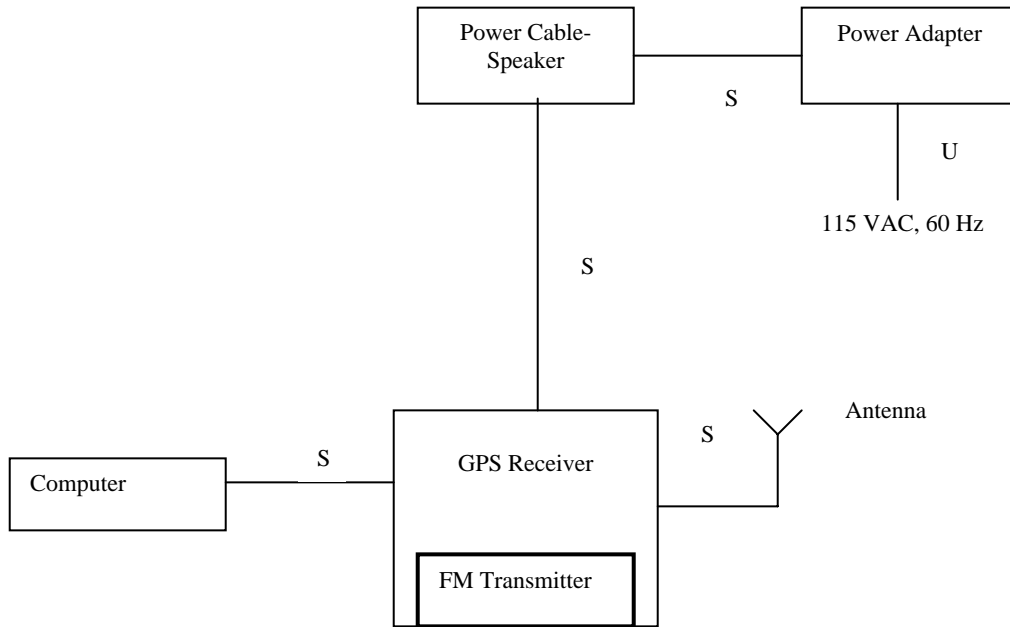 Power Cable-
Speaker
Power Adapter
S
U
115 VAC, 60 Hz
S
Antenna
S
GPS Receiver
S
Computer
FM Transmitter